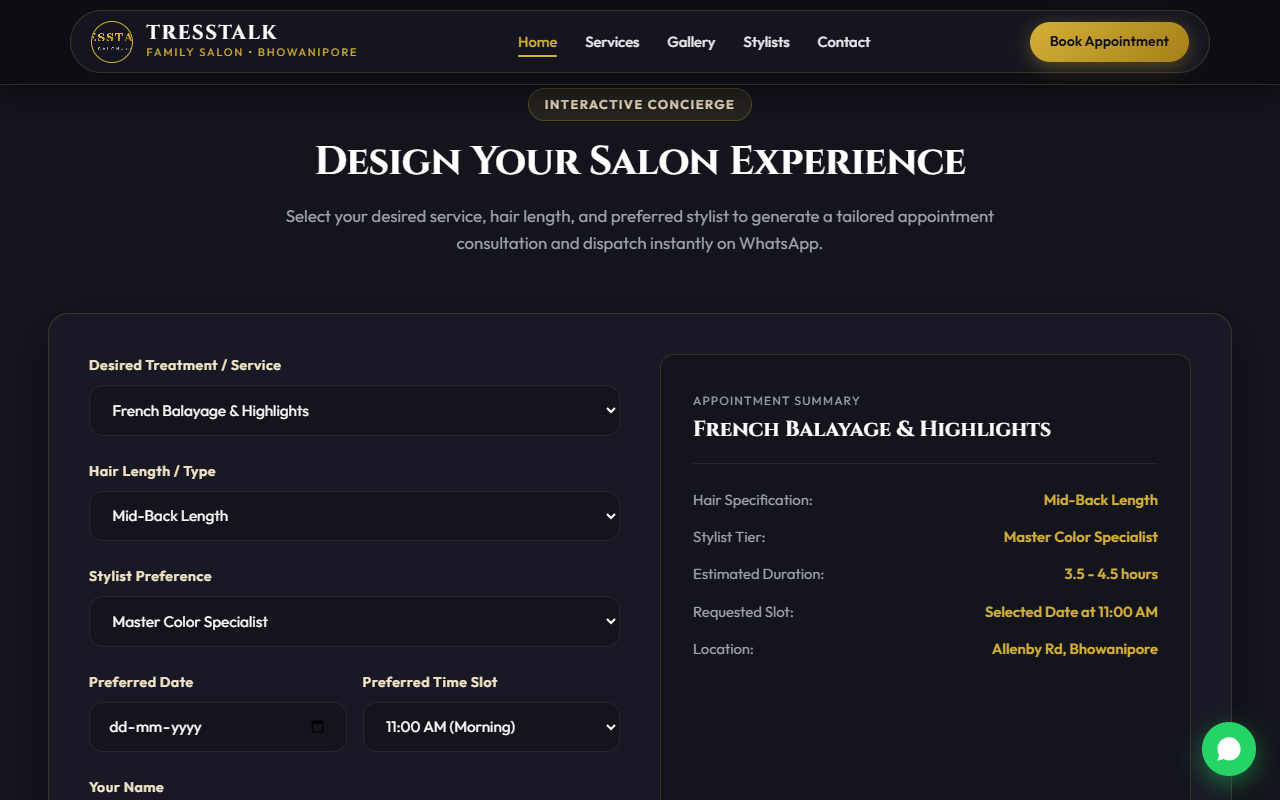 TRESSTALK
FAMILY SALON • BHOWANIPORE
Home
Services
Gallery
Stylists
Contact
Book Appointment
INTERACTIVE CONCIERGE
Design Your Salon Experience
Select your desired service, hair length, and preferred stylist to generate a tailored appointment
consultation and dispatch instantly on WhatsApp.
Desired Treatment / Service
French Balayage & Highlights
Hair Length / Type
Mid-Back Length
Stylist Preference
Master Color Specialist
Preferred Date
Preferred Time Slot
dd-mm-yyyy
11:00 AM (Morning)
Your Name
APPOINTMENT SUMMARY
French Balayage & Highlights
Hair Specification:
Mid-Back Length
Stylist Tier:
Master Color Specialist
Estimated Duration:
3.5 - 4.5 hours
Requested Slot:
Selected Date at 11:00 AM
Location:
Allenby Rd, Bhowanipore